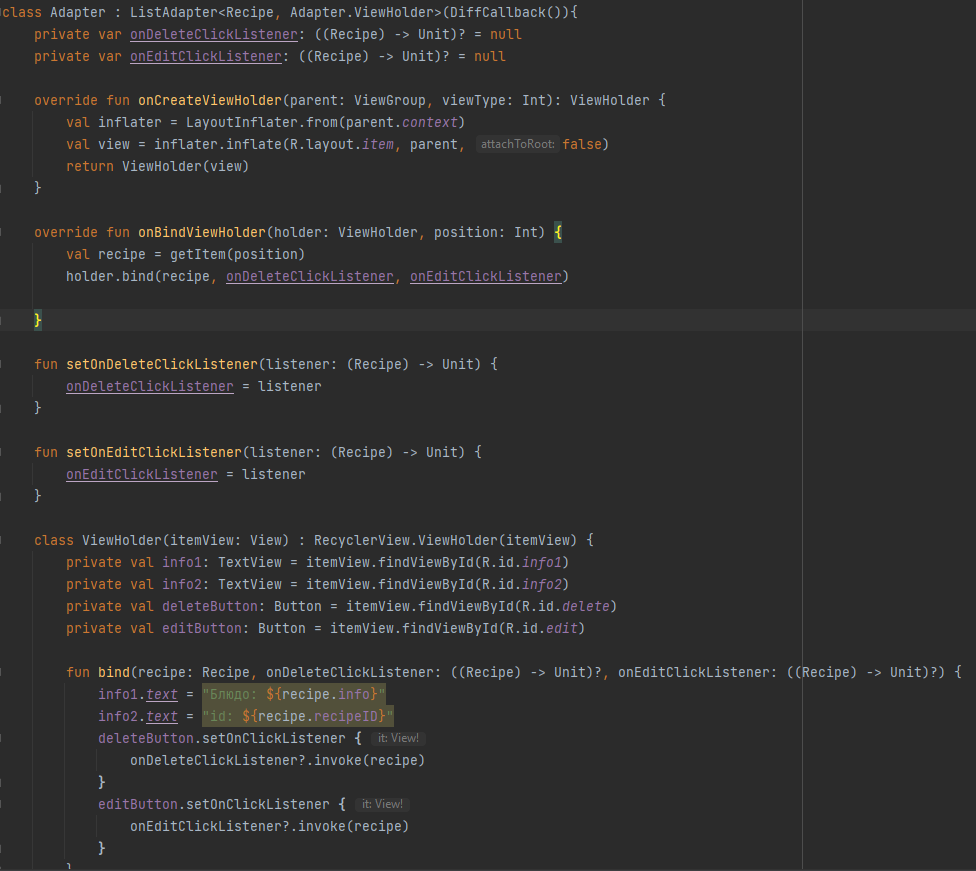 class Adapter : ListAdapter<Recipe, Adapter.ViewHolder>(DiffCallback()){
    private var onDeleteClickListener: ((Recipe) -> Unit)? = null
    private var onEditClickListener: ((Recipe) -> Unit)? = null

    override fun onCreateViewHolder(parent: ViewGroup, viewType: Int): ViewHolder {
        val inflater = LayoutInflater.from(parent.context)
        val view = inflater.inflate(R.layout.item, parent, attachToRoot: false)
        return ViewHolder(view)
    }

    override fun onBindViewHolder(holder: ViewHolder, position: Int) {
        val recipe = getItem(position)
        holder.bind(recipe, onDeleteClickListener, onEditClickListener)

    }

    fun setOnDeleteClickListener(listener: (Recipe) -> Unit) {
        onDeleteClickListener = listener
    }

    fun setOnEditClickListener(listener: (Recipe) -> Unit) {
        onEditClickListener = listener
    }

    class ViewHolder(itemView: View) : RecyclerView.ViewHolder(itemView) {
        private val info1: TextView = itemView.findViewById(R.id.info1)
        private val info2: TextView = itemView.findViewById(R.id.info2)
        private val deleteButton: Button = itemView.findViewById(R.id.delete)
        private val editButton: Button = itemView.findViewById(R.id.edit)

        fun bind(recipe: Recipe, onDeleteClickListener: ((Recipe) -> Unit)?, onEditClickListener: ((Recipe) -> Unit)?) {
            info1.text = "Блюдо: ${recipe.info}"
            info2.text = "id: ${recipe.recipeID}"
            deleteButton.setOnClickListener { it: View!
                onDeleteClickListener?.invoke(recipe)
            }
            editButton.setOnClickListener { it: View!
                onEditClickListener?.invoke(recipe)
            }